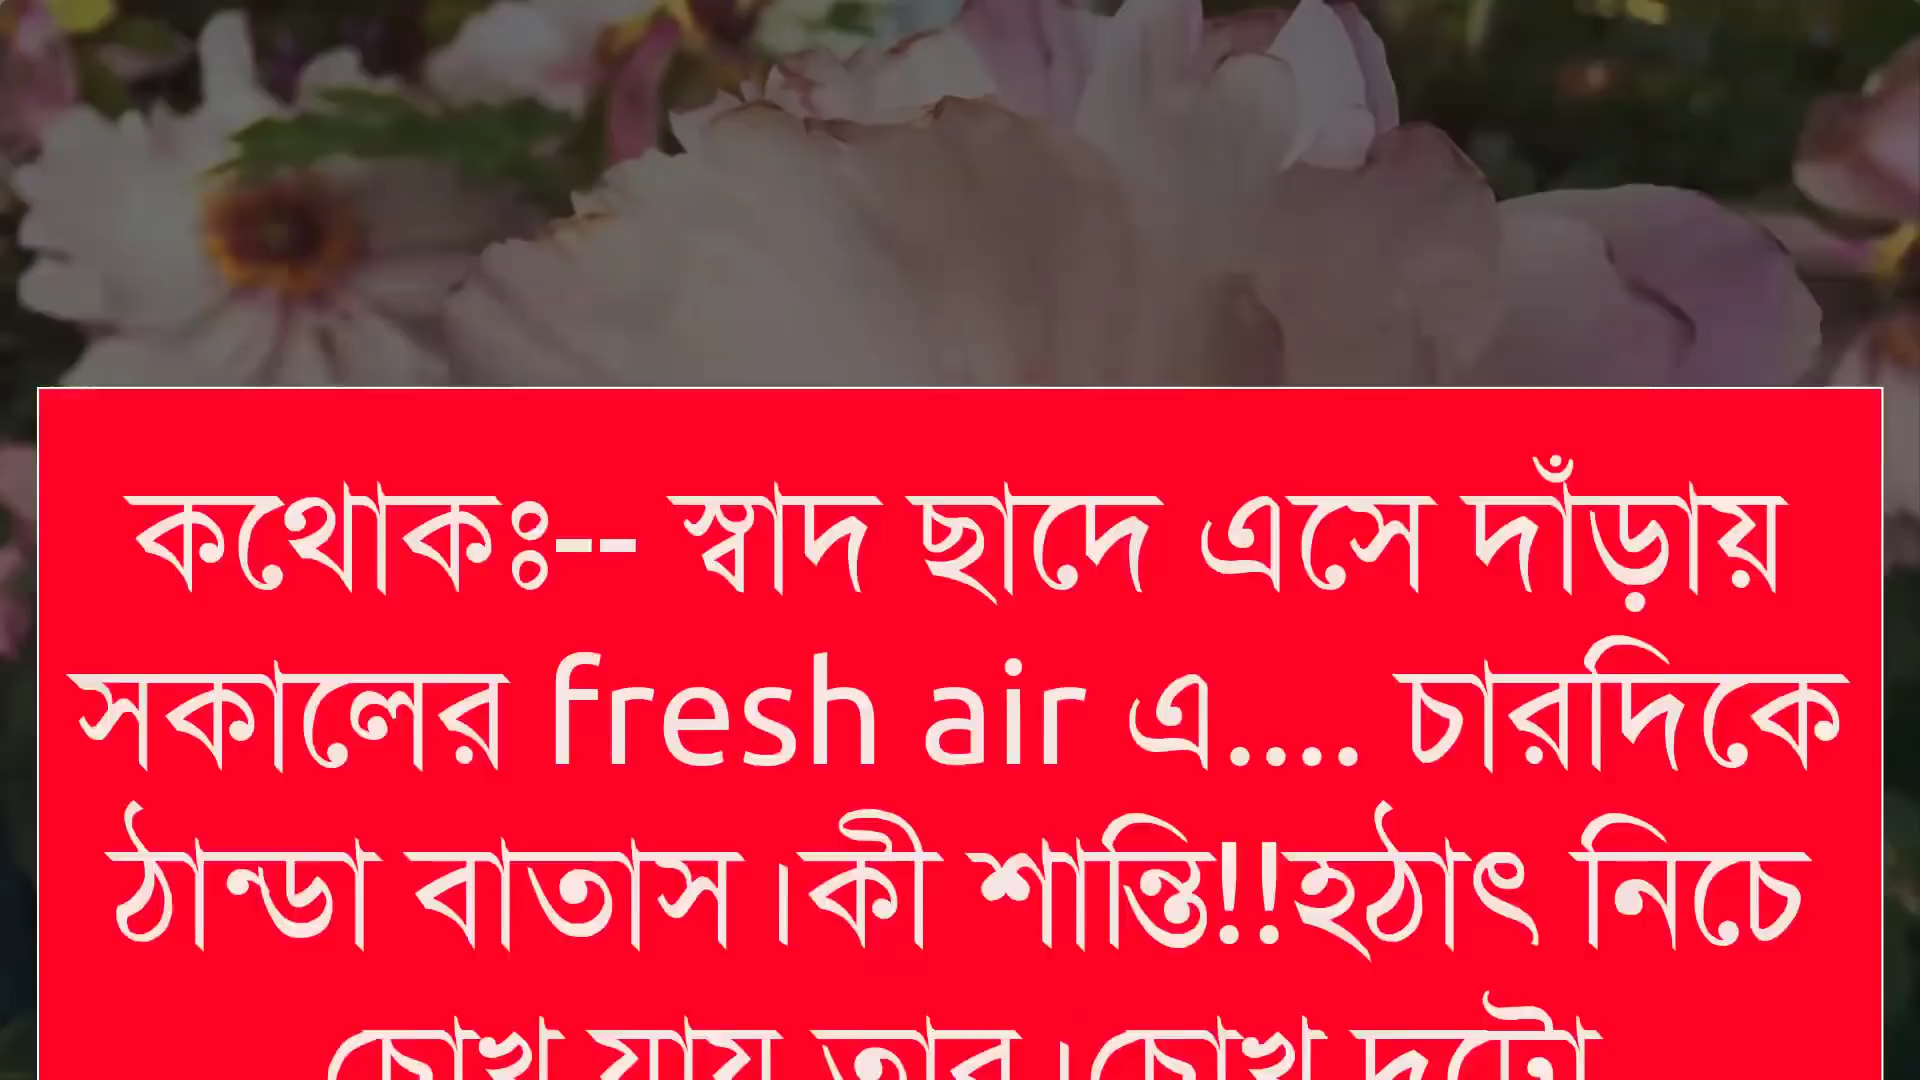 কথোকঃ-- স্বাদ ছাদে এসে দাঁড়ায়
সকালের fresh air এ.... চারদিকে
ঠান্ডা বাতাস।কী শান্তি!!হঠাৎ নিচে
চোখ যায় তার।চোখ দুটো